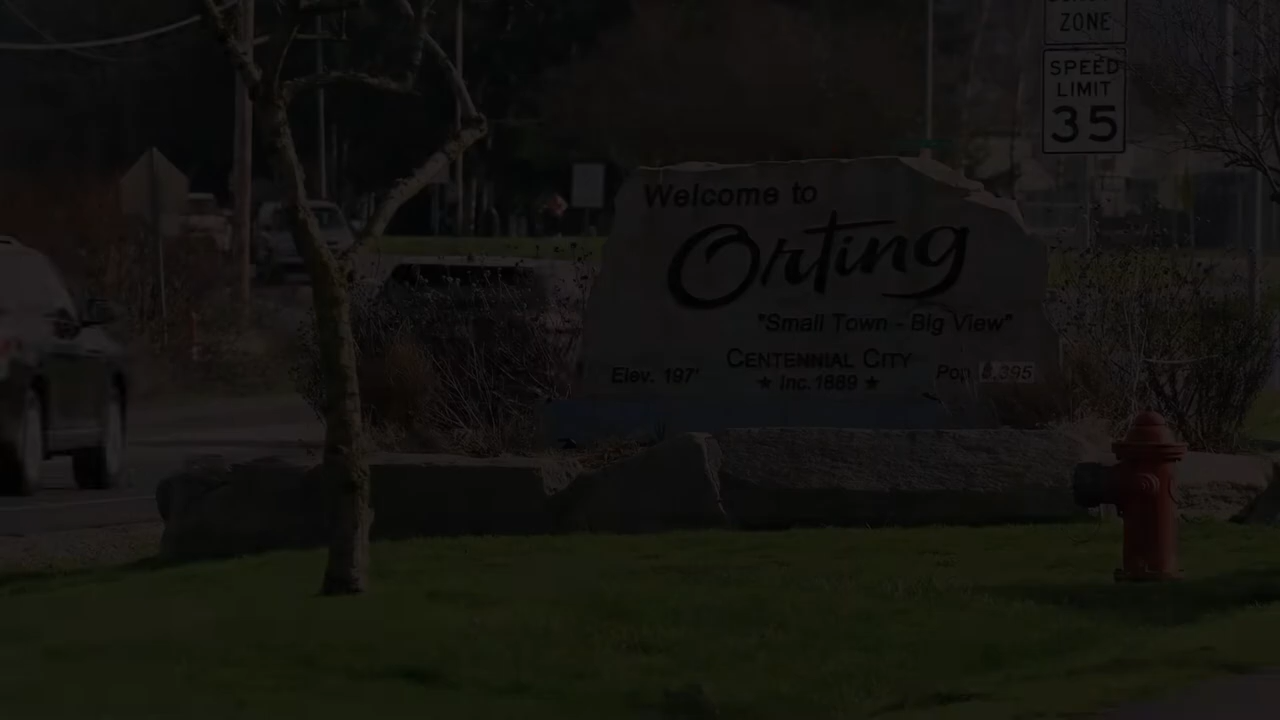 ZONE
SPEED
LIMIT
35
Welcome to
Orting
"Small Town - Big View"
CENTENNIAL CITY
Elev. 197'
★ Inc. 1889 ★
Pop